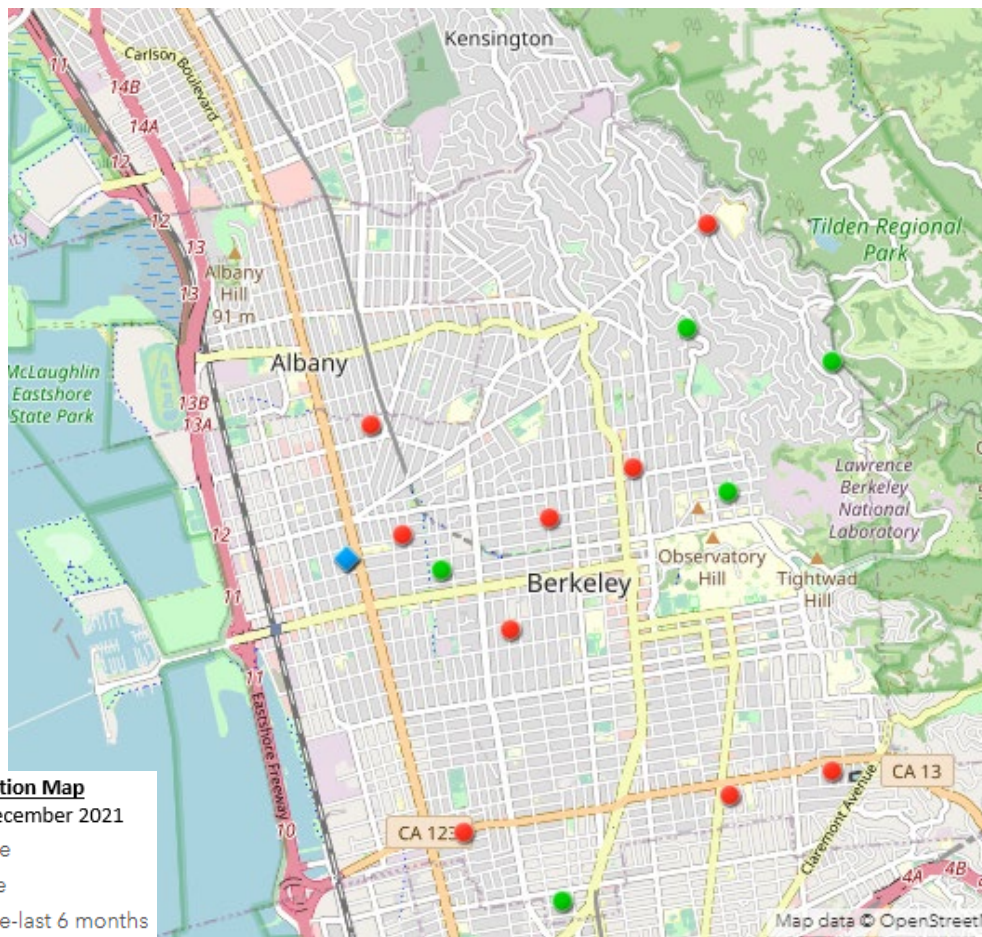 Kensington
Carlson Boulevard
11
14B
14A
12
12
13
13
Albany
Hill
91 m
Tilden Regional
Park
Albany
McLaughlin
Eastshore
State Park
13B
13A
Lawrence
Berkeley
National
Laboratory
12
Observatory
Hill
Tightwad
Hill
Berkeley
11
11
Eastshore Freeway
10
CA 123
CA 13
Claremont Avenue
4A
4B
tion Map
ecember 2021
e
e
e-last 6 months
Map data © OpenStreet